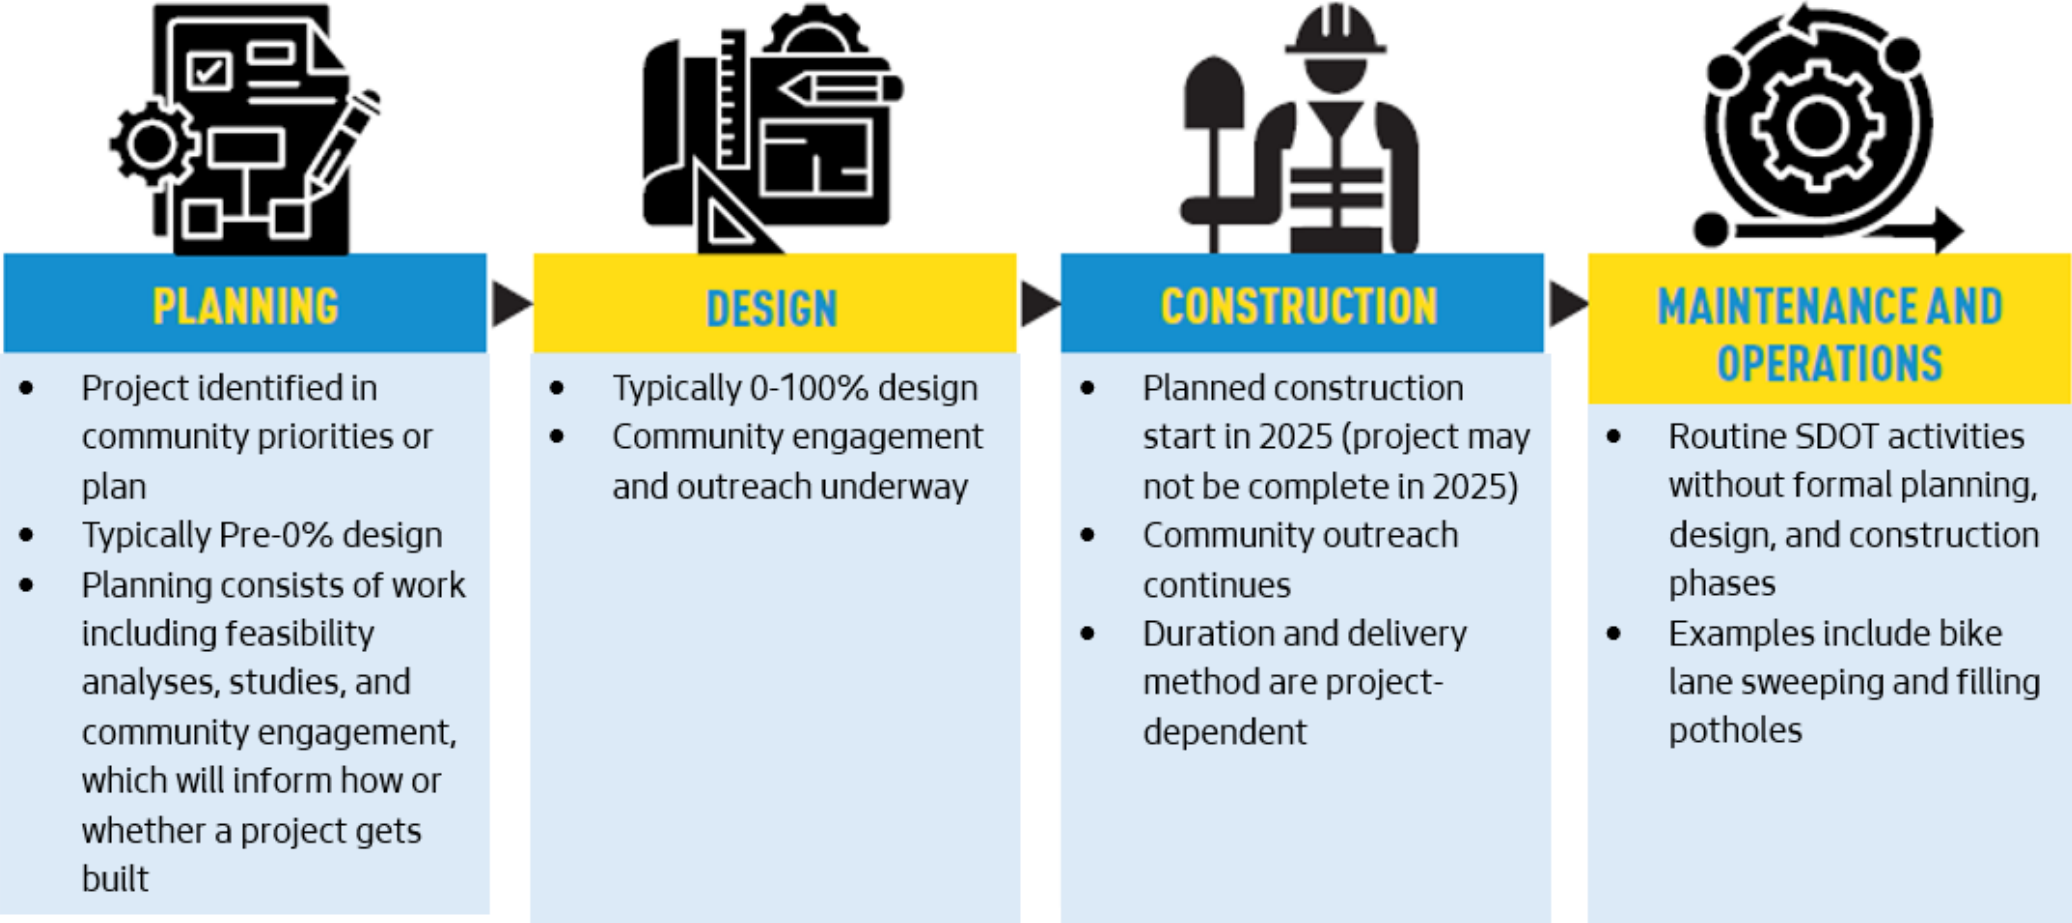 PLANNING
• Project identified in
community priorities or
plan
• Typically Pre-0% design
• Planning consists of work
including feasibility
analyses, studies, and
community engagement,
which will inform how or
whether a project gets
built
DESIGN
• Typically 0-100% design
• Community engagement
and outreach underway
CONSTRUCTION
• Planned construction
start in 2025 (project may
not be complete in 2025)
• Community outreach
continues
• Duration and delivery
method are project-
dependent
MAINTENANCE AND
OPERATIONS
• Routine SDOT activities
without formal planning,
design, and construction
phases
• Examples include bike
lane sweeping and filling
potholes